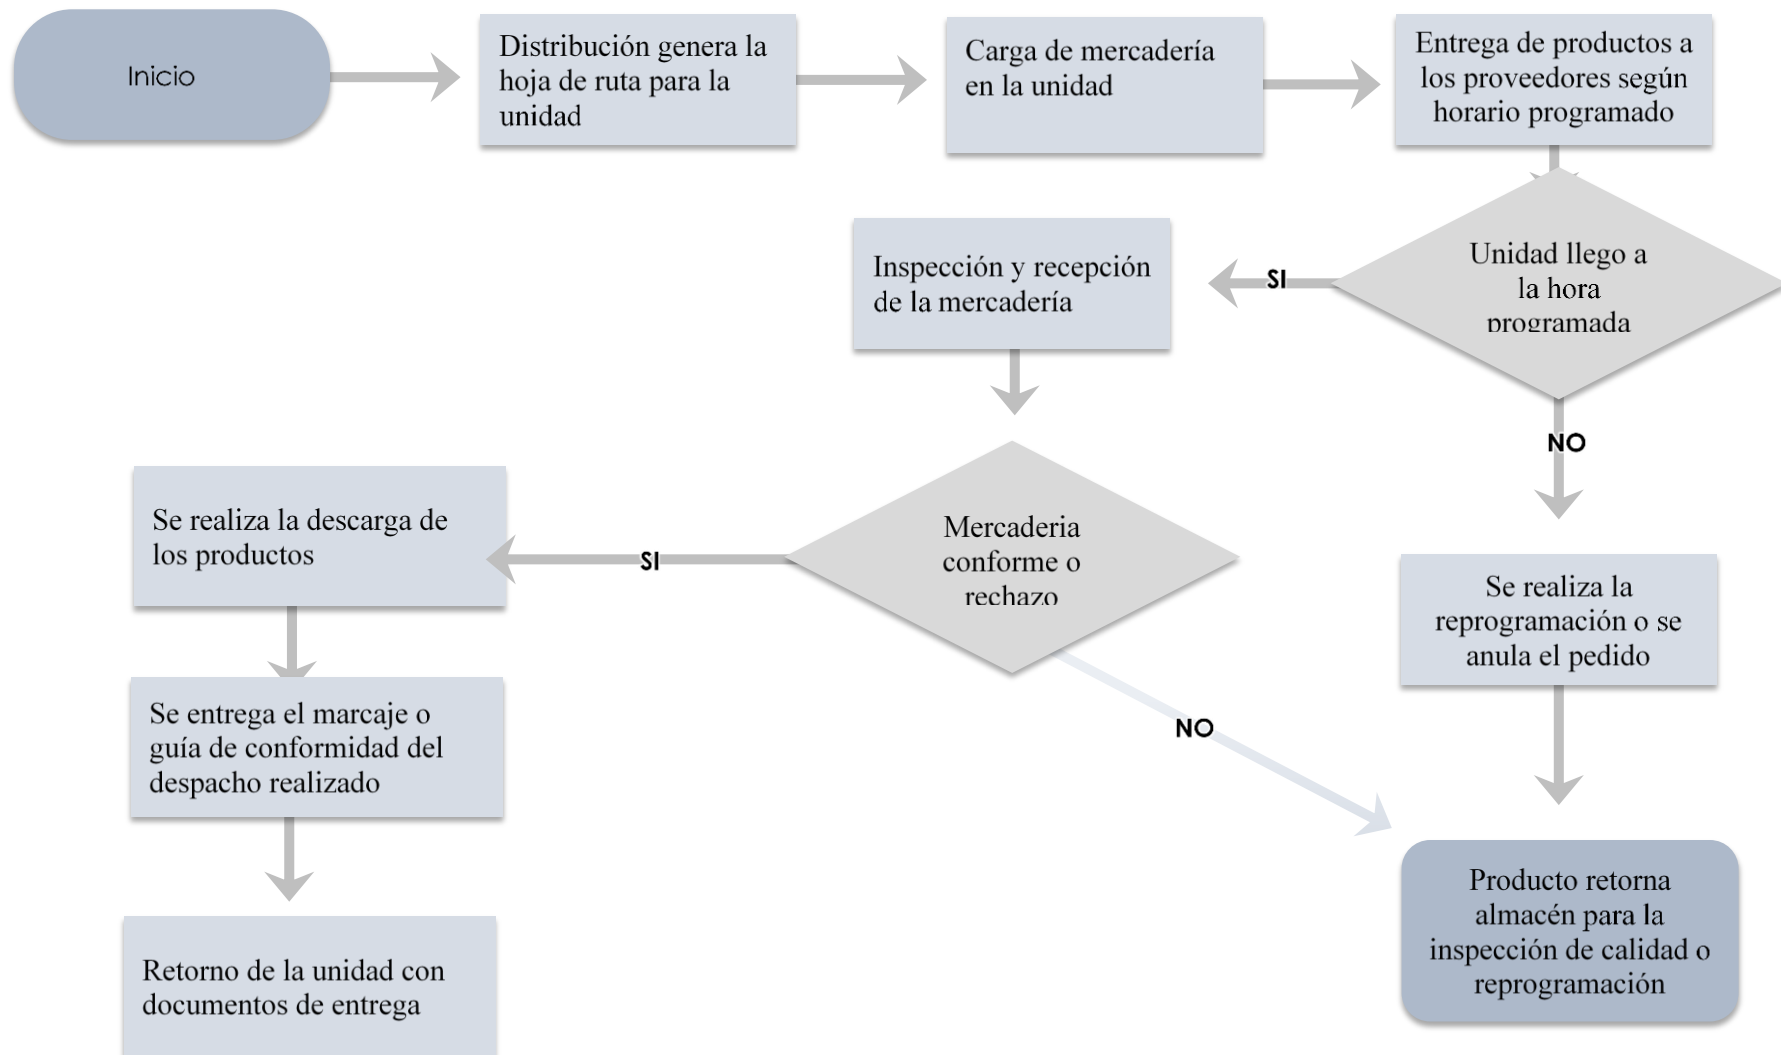 Inicio
Distribución genera la
hoja de ruta para la
unidad
Carga de mercadería
en la unidad
Entrega de productos a
los proveedores según
horario programado
Unidad llego a
la hora
programada
SI
NO
Inspección y recepción
de la mercadería
Mercaderia
conforme o
rechazo
SI
NO
Se realiza la descarga de
los productos
Se realiza la
reprogramación o se
anula el pedido
Se entrega el marcaje o
guía de conformidad del
despacho realizado
Producto retorna
almacén para la
inspección de calidad o
reprogramación
Retorno de la unidad con
documentos de entrega